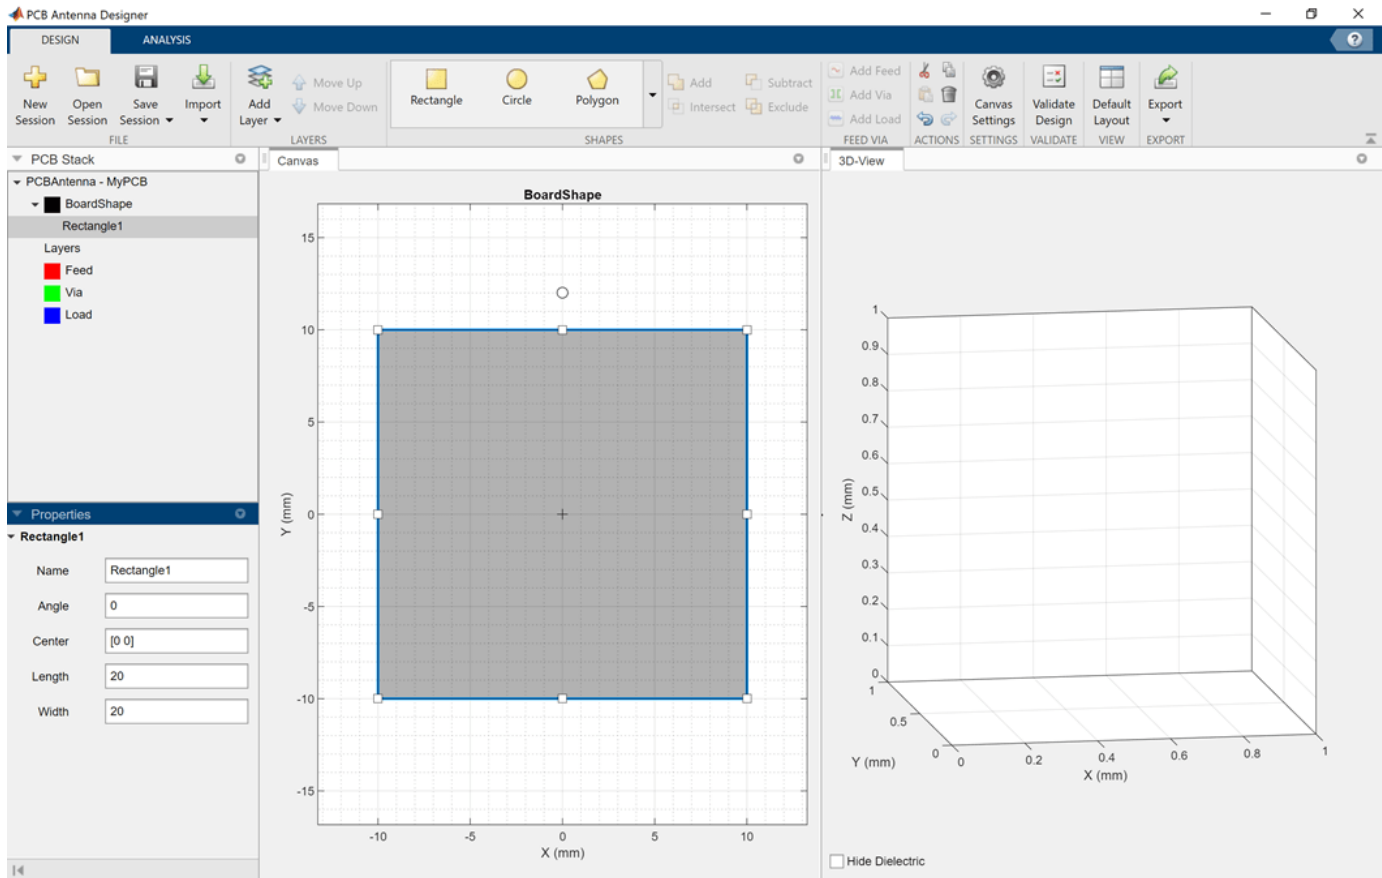 PCB Antenna Designer
DESIGN
ANALYSIS
?
New Session
Open Session
Save Session
Import
FILE
Add Layer
Move Up
Move Down
LAYERS
Rectangle
Circle
Polygon
Add
Subtract
Intersect
Exclude
SHAPES
Add Feed
Add Via
Add Load
FEED VIA
ACTIONS
Canvas Settings
SETTINGS
Validate Design
VALIDATE
Default Layout
VIEW
Export
EXPORT
PCB Stack
PCBAntenna - MyPCB
BoardShape
Rectangle1
Layers
Feed
Via
Load
Properties
Rectangle1
Name Rectangle1
Angle 0
Center [0 0]
Length 20
Width 20
Canvas
BoardShape
15
10
5
0
-5
-10
-15
Y (mm)
-10 -5 0 5 10
X (mm)
3D-View
1
0.9
0.8
0.7
0.6
0.5
0.4
0.3
0.2
0.1
0
Z (mm)
1
0.5
0
Y (mm)
0 0.2 0.4 0.6 0.8 1
X (mm)
Hide Dielectric